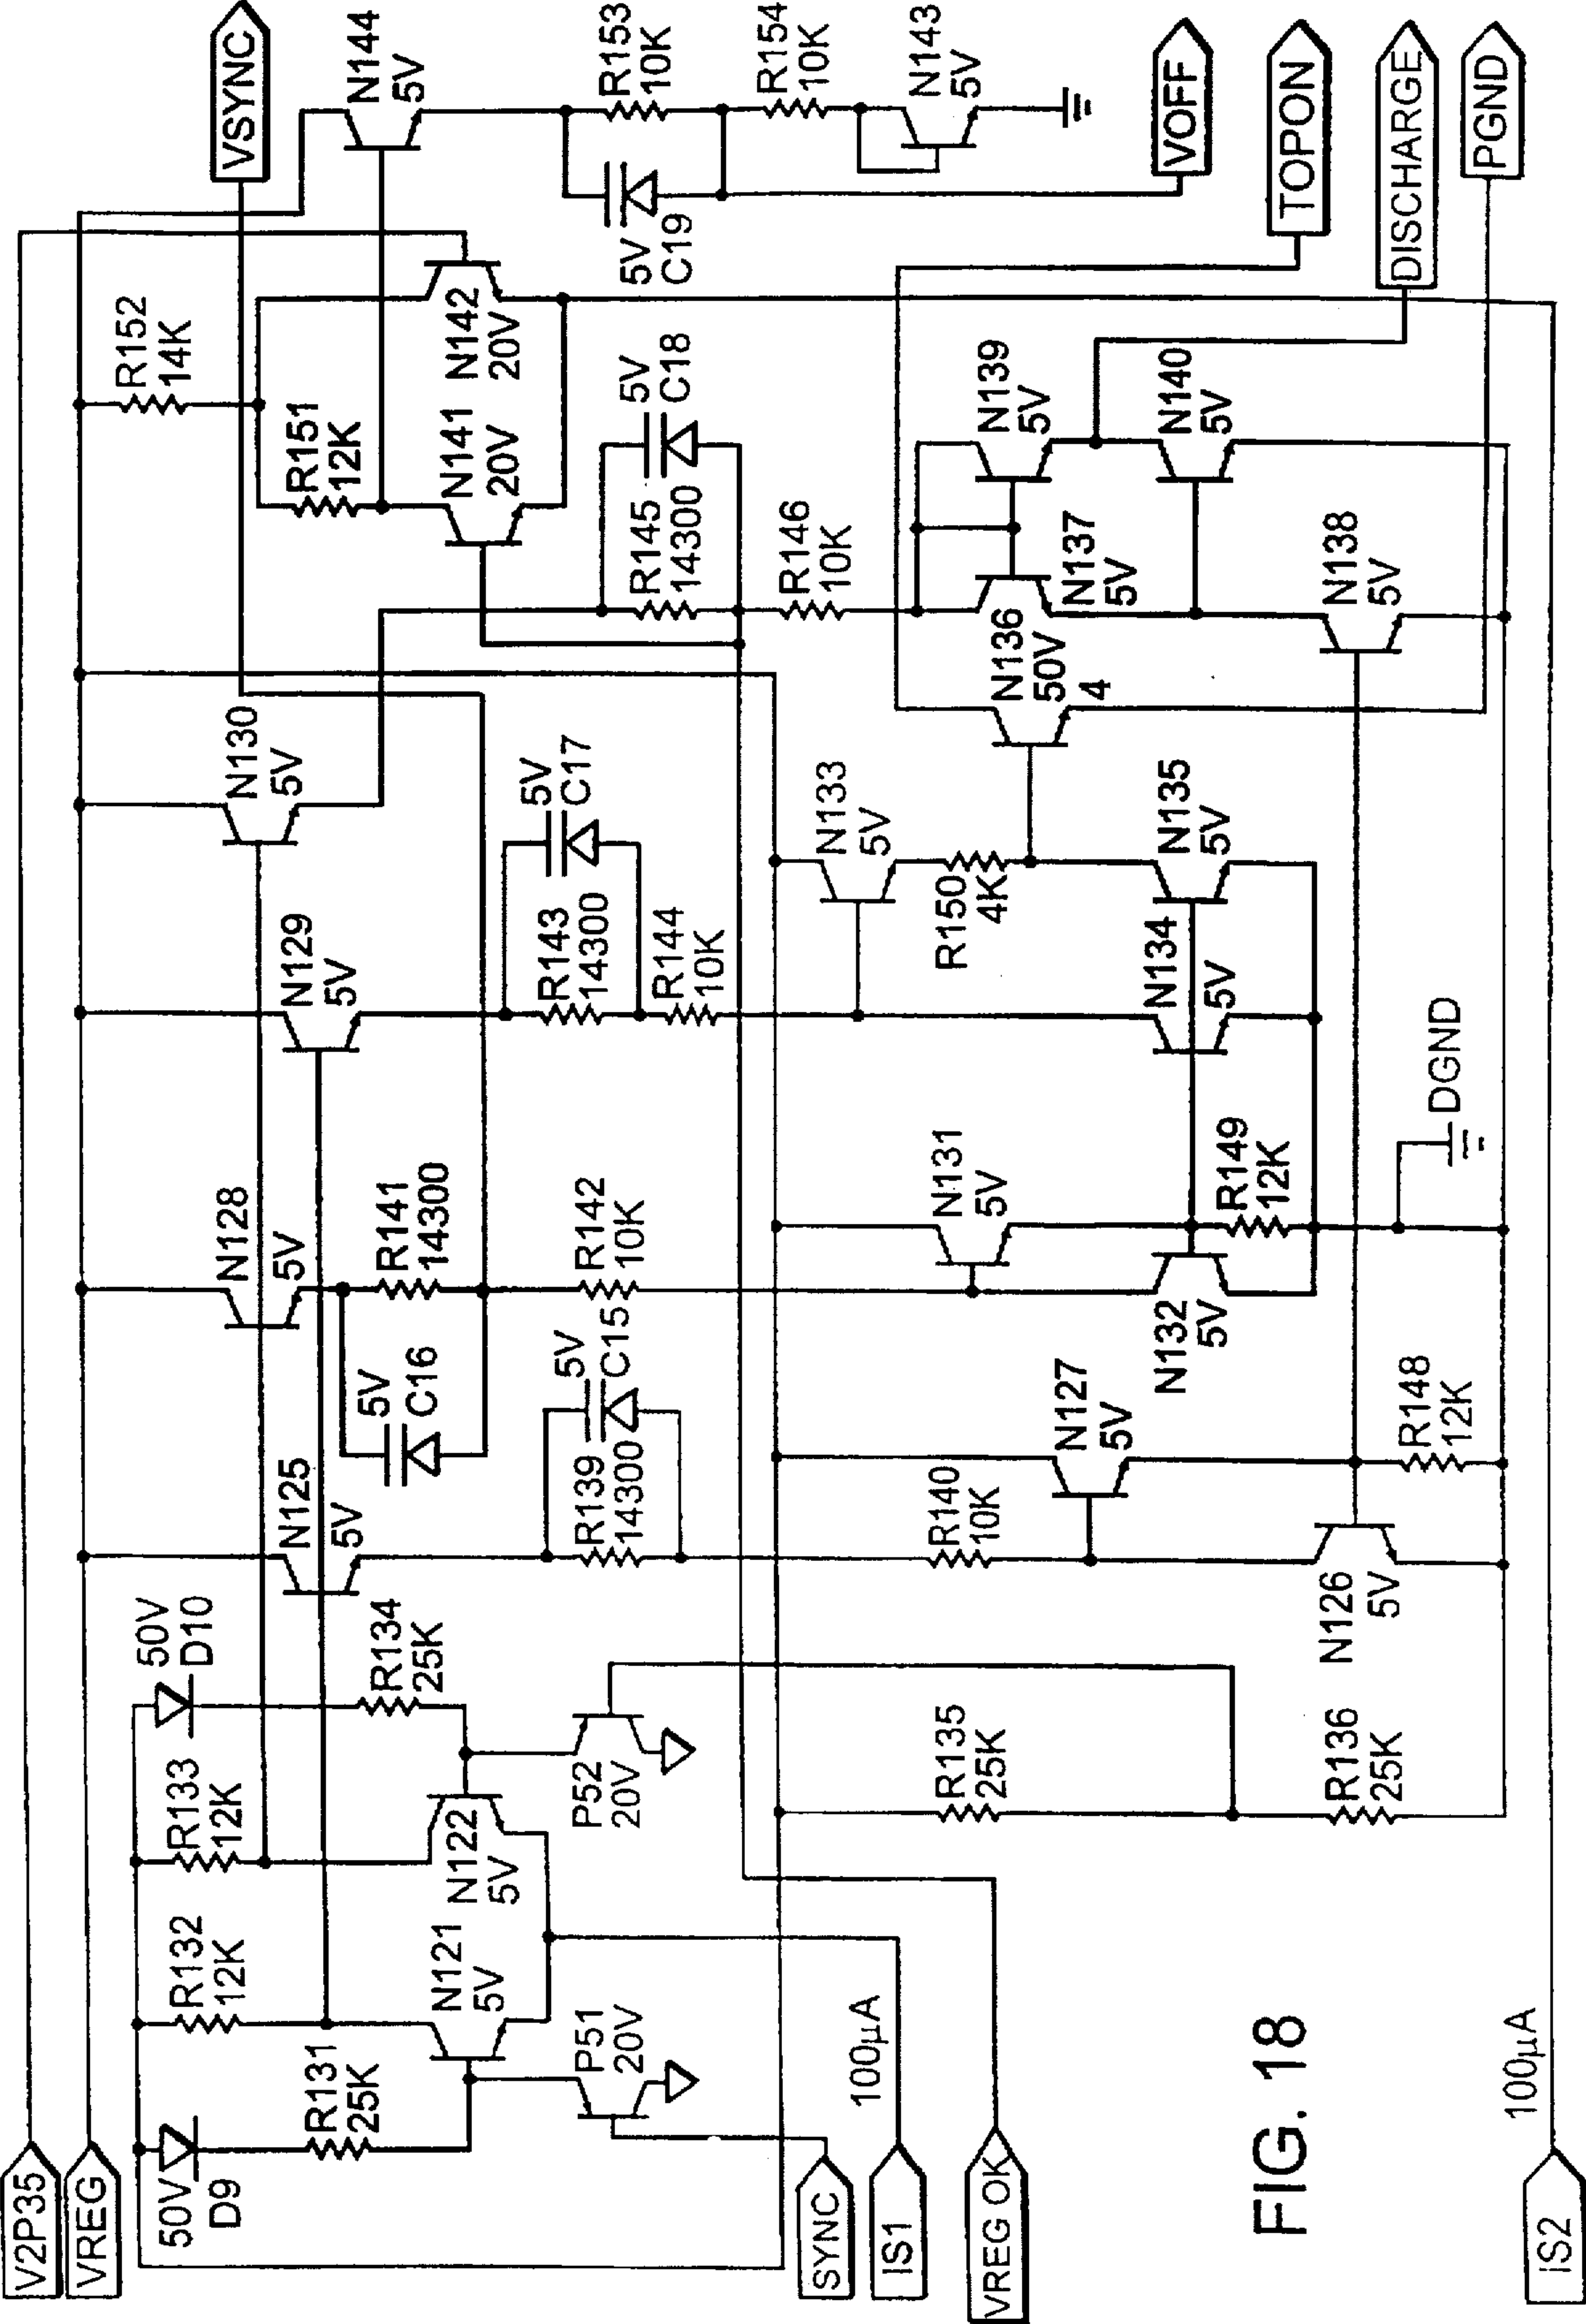 V2P35
VREG
SYNC
IS1
VREG OK
IS2
100μA
100μA
VSYNC
VOFF
TOPON
DISCHARGE
PGND
DGND
50V
D9
R131
25K
R132
12K
R133
12K
50V
D10
R134
25K
N121
5V
N122
5V
P51
20V
P52
20V
R135
25K
R136
25K
N125
5V
5V
C16
N128
5V
R141
14300
R142
10K
R139
14300
5V
C15
R140
10K
N127
5V
N126
5V
R148
12K
N132
5V
N131
5V
R149
12K
N129
5V
R143
14300
5V
C17
R144
10K
N134
5V
N133
5V
R150
4K
N135
5V
N130
5V
N136
50V
4
R145
14300
5V
C18
R146
10K
N137
5V
N138
5V
N139
5V
N140
5V
R151
12K
R152
14K
N141
20V
N142
20V
N144
5V
R153
10K
5V
C19
R154
10K
N143
5V
FIG. 18